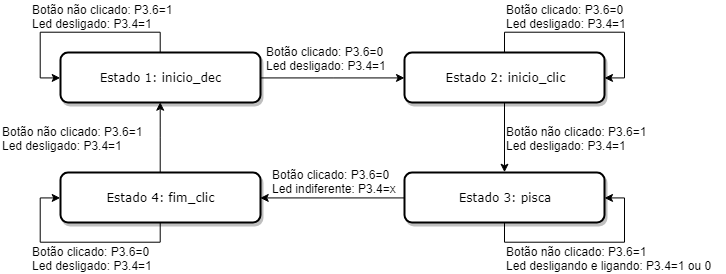 Botão não clicado: P3.6=1
Led desligado: P3.4=1
Botão clicado: P3.6=0
Led desligado: P3.4=1
Estado 1: inicio_dec
Botão clicado: P3.6=0
Led desligado: P3.4=1
Estado 2: inicio_clic
Botão não clicado: P3.6=1
Led desligado: P3.4=1
Botão não clicado: P3.6=1
Led desligado: P3.4=1
Estado 4: fim_clic
Botão clicado: P3.6=0
Led indiferente: P3.4=x
Estado 3: pisca
Botão clicado: P3.6=0
Led desligado: P3.4=1
Botão não clicado: P3.6=1
Led desligando e ligando: P3.4=1 ou 0